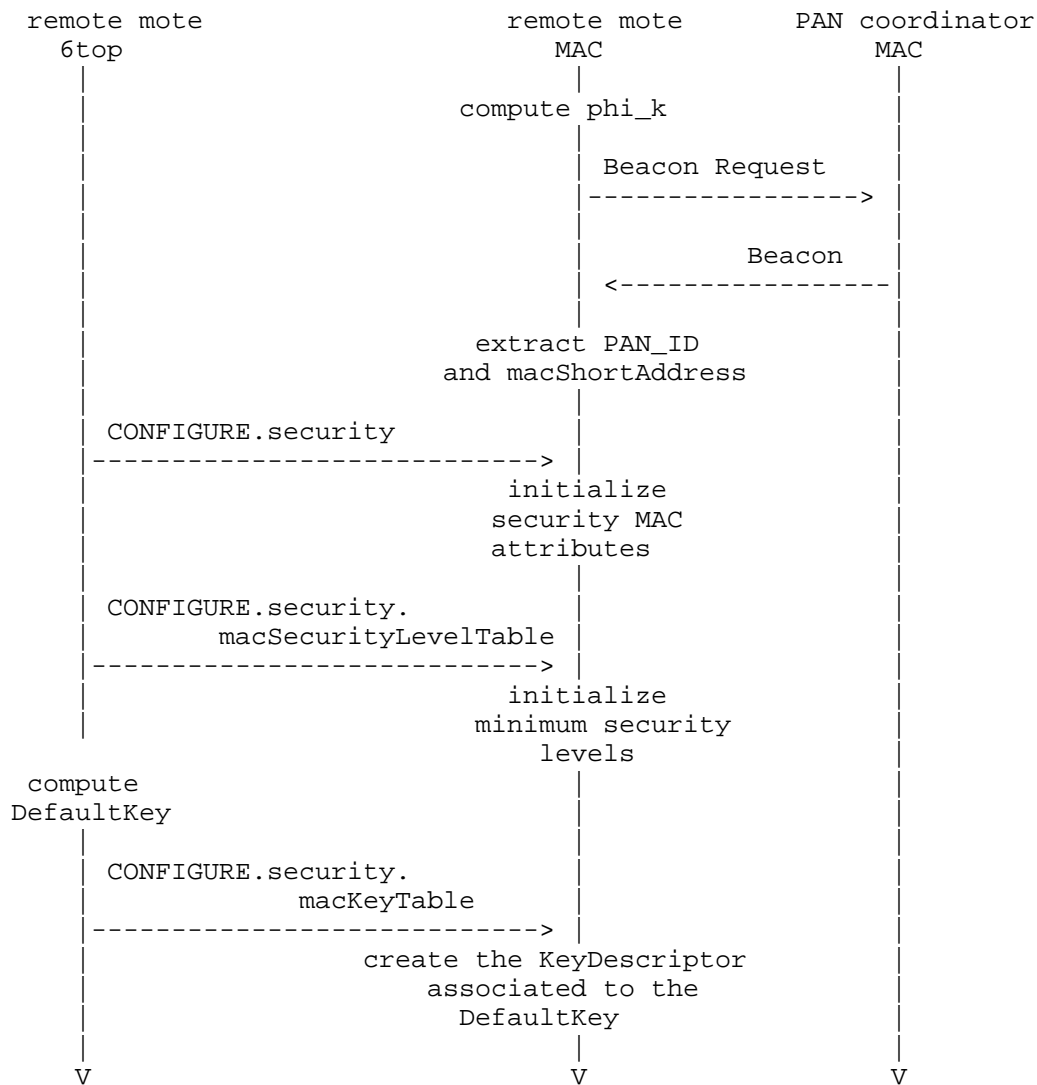 remote mote remote mote PAN coordinator
6top MAC MAC
compute phi_k
Beacon Request
Beacon
extract PAN_ID
and macShortAddress
CONFIGURE.security
initialize
security MAC
attributes
CONFIGURE.security.
macSecurityLevelTable
initialize
minimum security
levels
compute
DefaultKey
CONFIGURE.security.
macKeyTable
create the KeyDescriptor
associated to the
DefaultKey
V V V